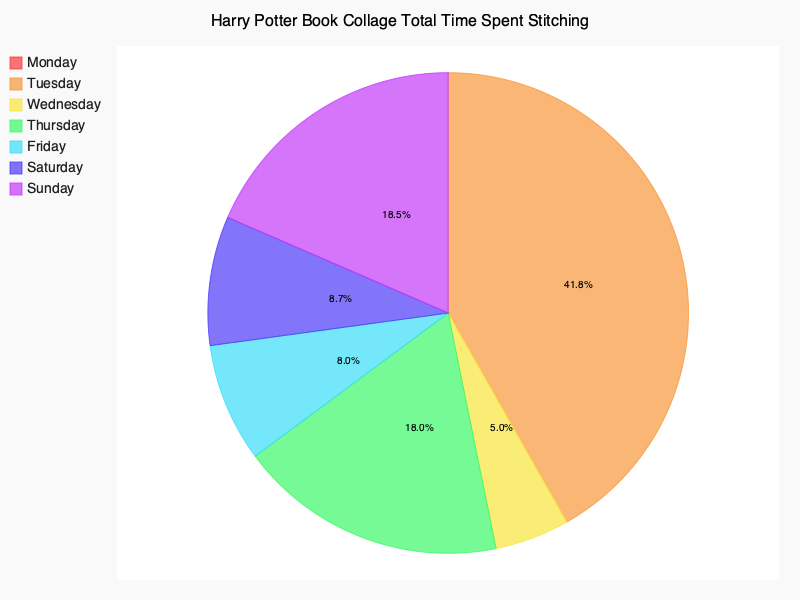 Harry Potter Book Collage Total Time Spent Stitching
Monday
Tuesday
Wednesday
Thursday
Friday
Saturday
Sunday
18.5%
41.8%
8.7%
8.0%
18.0%
5.0%